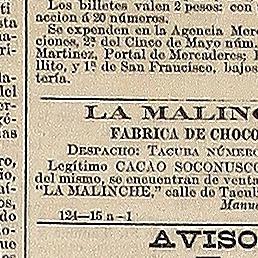 Los billetes valen 2 pesos: con
accion á 20 números.
Se expenden en la Agencia Merc
ciones, 2ª del Cinco de Mayo núm.
Martinez, Portal de Mercaderes; I
llito, y 1ª de San Francisco, bajos
tería.
LA MALINC
FABRICA DE CHOCO
DESPACHO: TACUBA NÚMERO
Legítimo CACAO SOCONUSCO
del mismo, se encuentran de venta
"LA MALINCHE," calle de Tacub
Manue
124—15 n - 1
AVISO